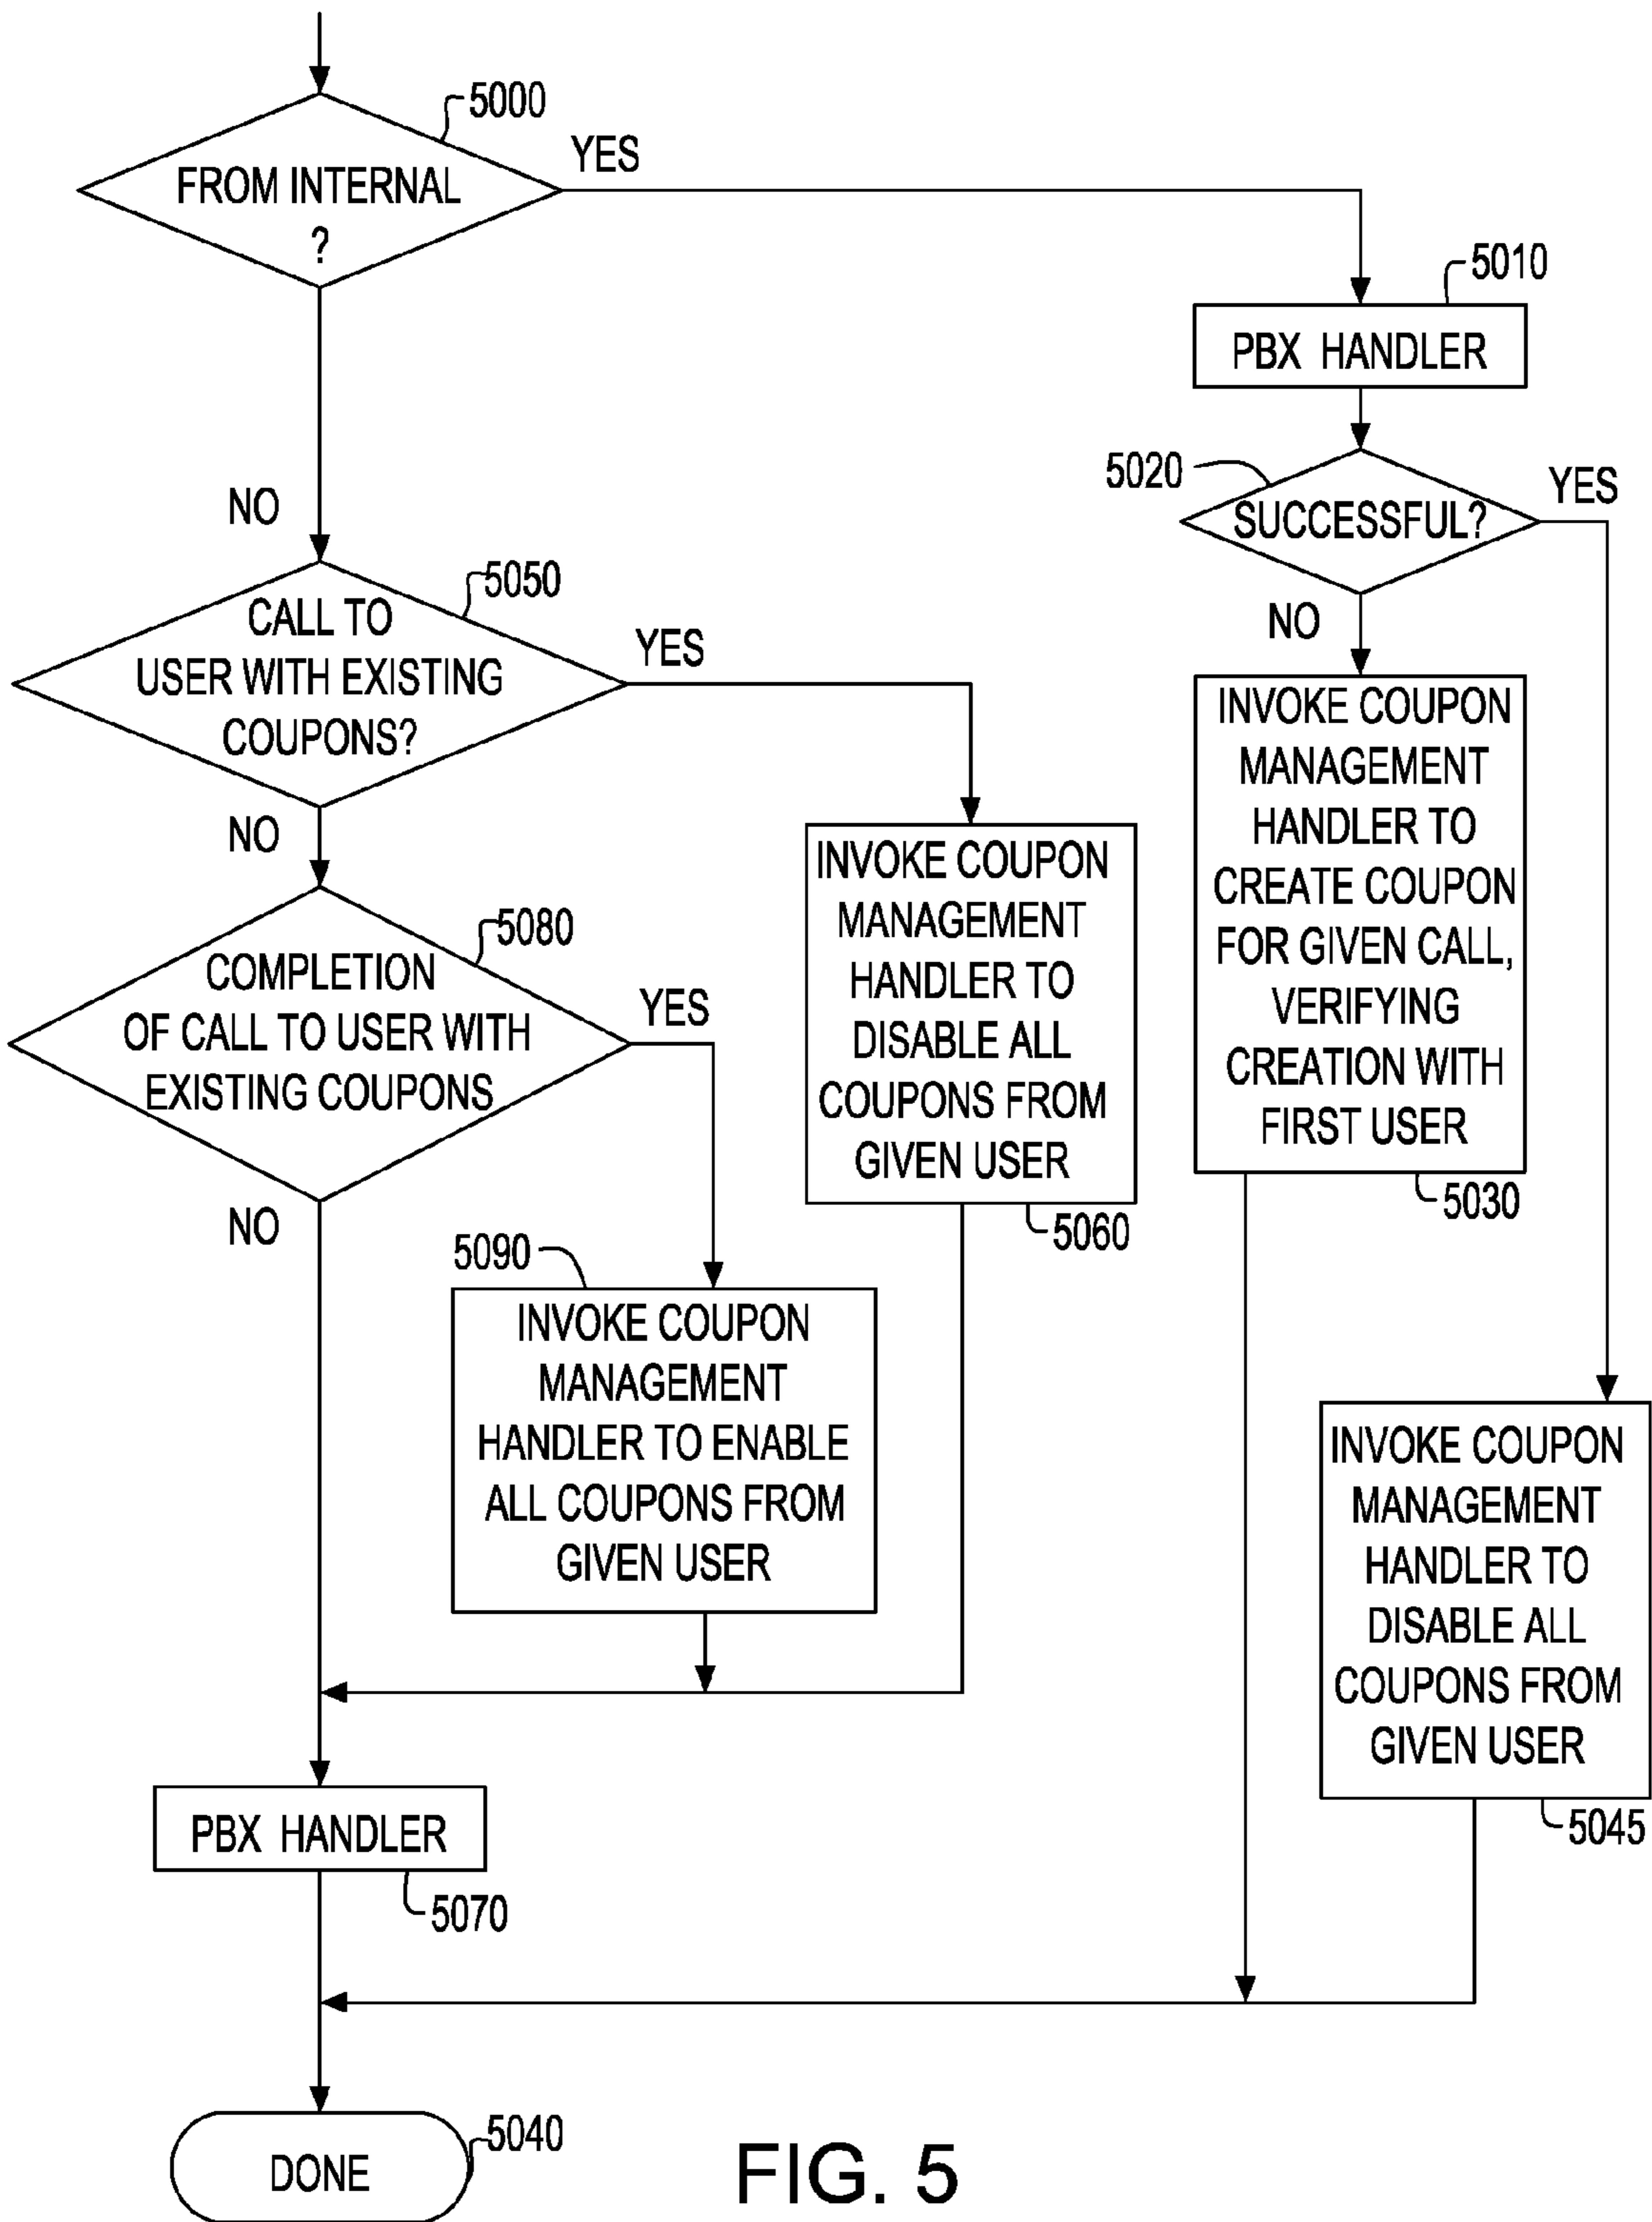 5000
YES
FROM INTERNAL
?
5010
PBX HANDLER
5020
YES
SUCCESSFUL?
NO
NO
5050
CALL TO
USER WITH EXISTING
COUPONS?
YES
INVOKE COUPON
MANAGEMENT
HANDLER TO
CREATE COUPON
FOR GIVEN CALL,
VERIFYING
CREATION WITH
FIRST USER
5030
NO
INVOKE COUPON
MANAGEMENT
HANDLER TO
DISABLE ALL
COUPONS FROM
GIVEN USER
5060
5080
COMPLETION
OF CALL TO USER WITH
EXISTING COUPONS
YES
NO
5090
INVOKE COUPON
MANAGEMENT
HANDLER TO ENABLE
ALL COUPONS FROM
GIVEN USER
INVOKE COUPON
MANAGEMENT
HANDLER TO
DISABLE ALL
COUPONS FROM
GIVEN USER
5045
PBX HANDLER
5070
5040
DONE
FIG. 5